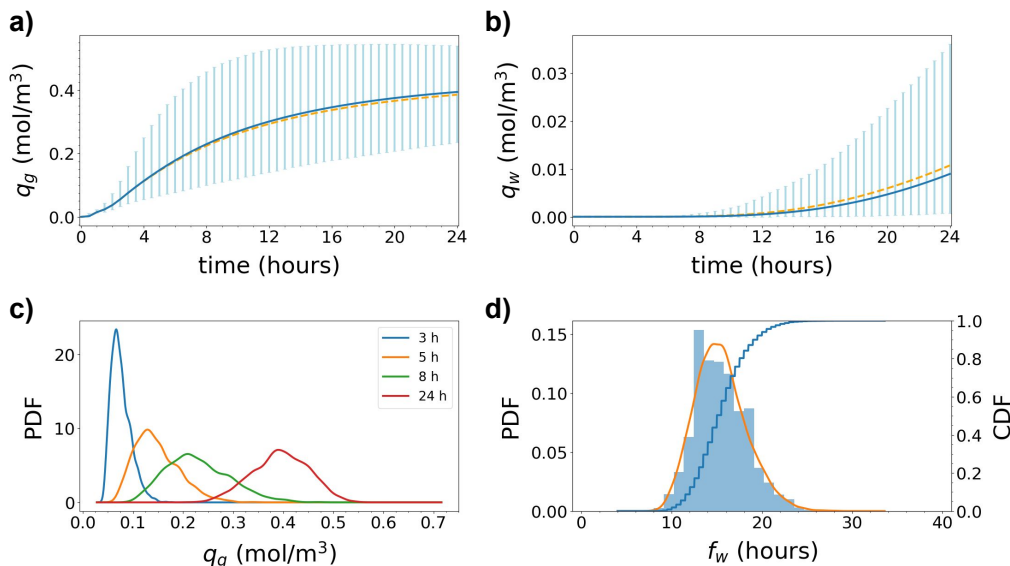 a)
q_g (mol/m³)
0.4
0.2
0.0
0 4 8 12 16 20 24
time (hours)
b)
q_w (mol/m³)
0.03
0.02
0.01
0.00
0 4 8 12 16 20 24
time (hours)
c)
PDF
20
10
0
3 h
5 h
8 h
24 h
0.0 0.1 0.2 0.3 0.4 0.5 0.6 0.7
q_g (mol/m³)
d)
PDF
0.15
0.10
0.05
0.00
1.0
0.8
0.6
0.4
0.2
0.0
CDF
0 10 20 30 40
f_w (hours)